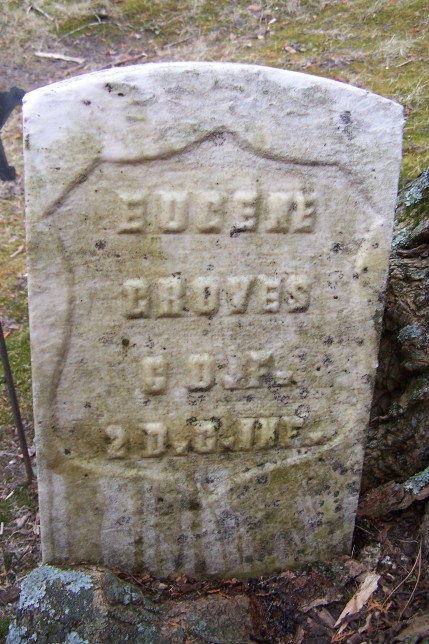 EUGENE
GROVES
CO. F.
2 D.C. INF.